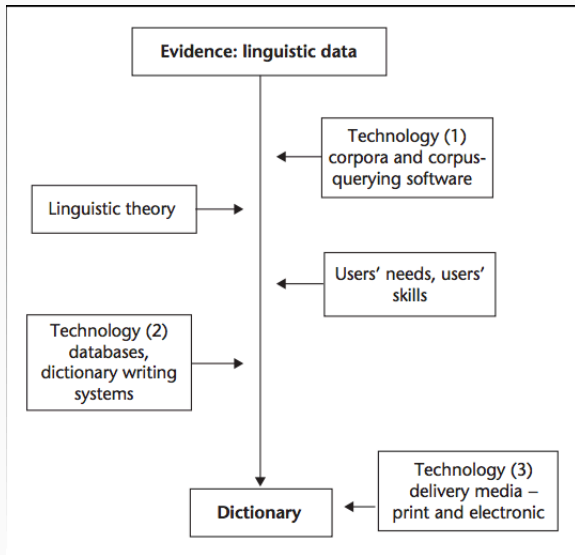 Evidence: linguistic data
Technology (1)
corpora and corpus-
querying software
Linguistic theory
Users' needs, users'
skills
Technology (2)
databases,
dictionary writing
systems
Technology (3)
delivery media –
print and electronic
Dictionary